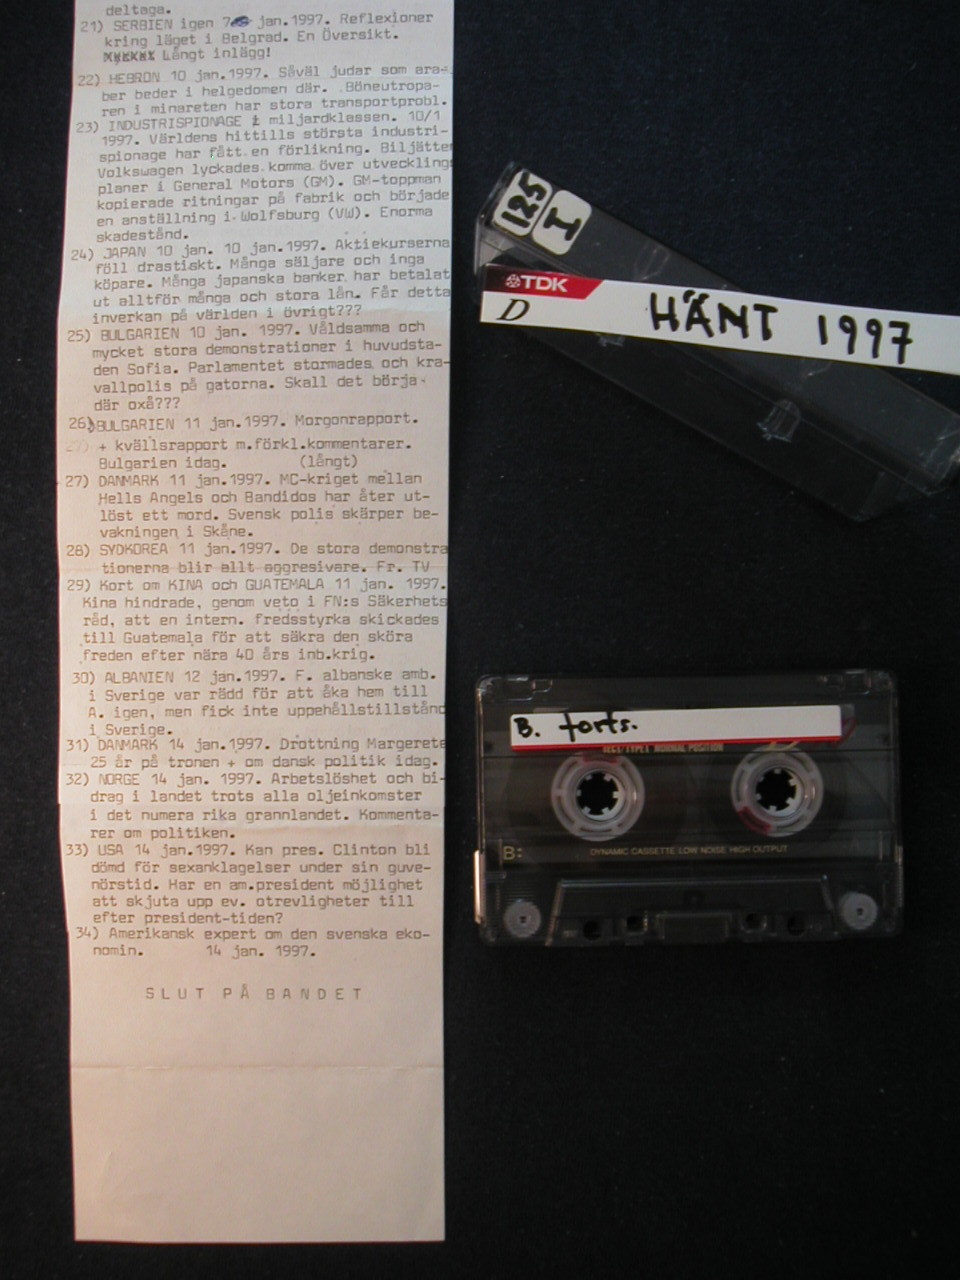 deltaga.
21) SERBIEN igen 7 jan.1997. Reflexioner
kring läget i Belgrad. En Översikt.
Långt inlägg!
22) HEBRON 10 jan.1997. Såväl judar som ara-
ber beder i helgedomen där. Böneutropa-
ren i minareten har stora transportprobl.
23) INDUSTRISPIONAGE i miljardklassen. 10/1
1997. Världens hittills största industri-
spionage har fått en förlikning. Biljätten
Volkswagen lyckades komma över utvecklings
planer i General Motors (GM). GM-toppman
kopierade ritningar på fabrik och började
en anställning i Wolfsburg (VW). Enorma
skadestånd.
24) JAPAN 10 jan. 10 jan.1997. Aktiekurserna
föll drastiskt. Många säljare och inga
köpare. Många japanska banker har betalat
ut alltför många och stora lån. Får detta
inverkan på världen i övrigt???
25) BULGARIEN 10 jan. 1997. Våldsamma och
mycket stora demonstrationer i huvudsta-
den Sofia. Parlamentet stormades och kra-
vallpolis på gatorna. Skall det börja
där oxå???
26) BULGARIEN 11 jan.1997. Morgonrapport.
27) + kvällsrapport m.förkl.kommentarer.
Bulgarien idag. (långt)
27) DANMARK 11 jan.1997. MC-kriget mellan
Hells Angels och Bandidos har åter ut-
löst ett mord. Svensk polis skärper be-
vakningen i Skåne.
28) SYDKOREA 11 jan.1997. De stora demonstra
tionerna blir allt aggresivare. Fr. TV
29) Kort om KINA och GUATEMALA 11 jan. 1997.
Kina hindrade, genom veto i FN:s Säkerhets
råd, att en intern. fredsstyrka skickades
till Guatemala för att säkra den sköra
freden efter nära 40 års inb.krig.
30) ALBANIEN 12 jan.1997. F. albanske amb.
i Sverige var rädd för att åka hem till
A. igen, men fick inte uppehållstillstånd
i Sverige.
31) DANMARK 14 jan.1997. Drottning Margerete
25 år på tronen + om dansk politik idag.
32) NORGE 14 jan. 1997. Arbetslöshet och bi-
drag i landet trots alla oljeinkomster
i det numera rika grannlandet. Kommenta-
rer om politiken.
33) USA 14 jan.1997. Kan pres. Clinton bli
dömd för sexanklagelser under sin guve-
nörstid. Har en am.president möjlighet
att skjuta upp ev. otrevligheter till
efter president-tiden?
34) Amerikansk expert om den svenska eko-
nomin. 14 jan. 1997.
SLUT PÅ BANDET
125
I
TDK
D HÄNT 1997
B. forts.
IECI/TYPE I NORMAL POSITION
B: DYNAMIC CASSETTE LOW NOISE HIGH OUTPUT